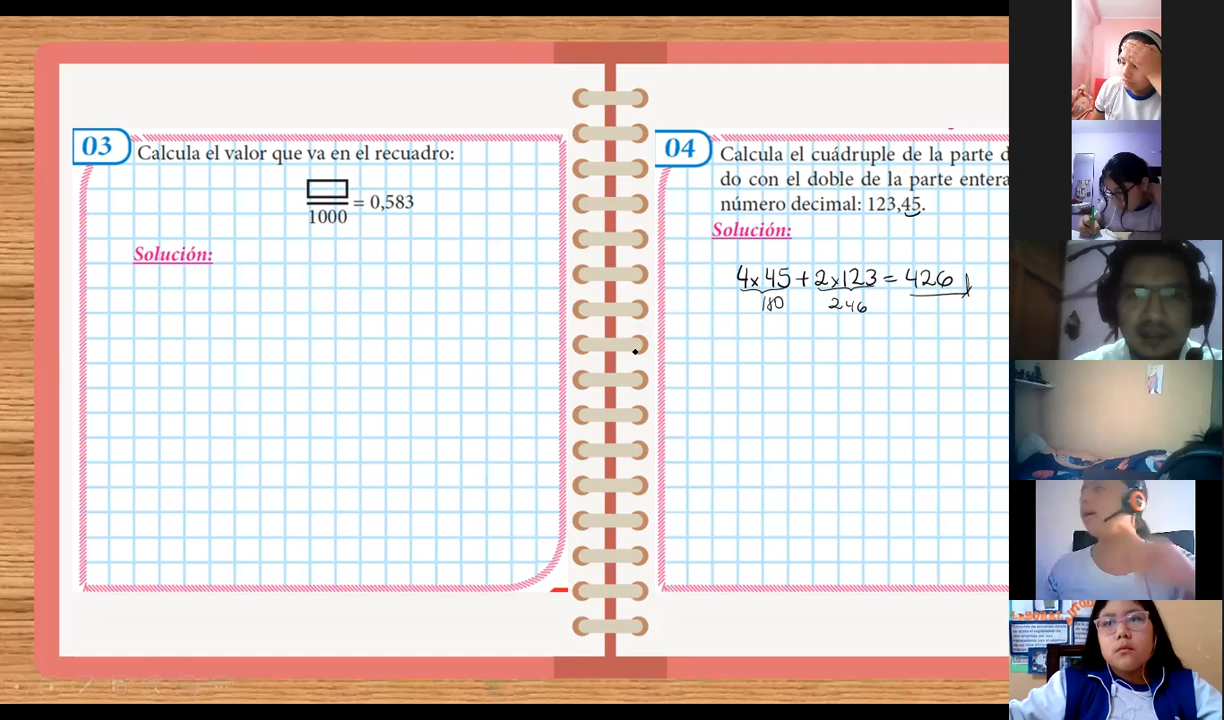 03
Calcula el valor que va en el recuadro:
1000 = 0,583
Solución:
04
Calcula el cuádruple de la parte d
do con el doble de la parte entera
número decimal: 123,45.
Solución:
4x45+2x123=426
180 246